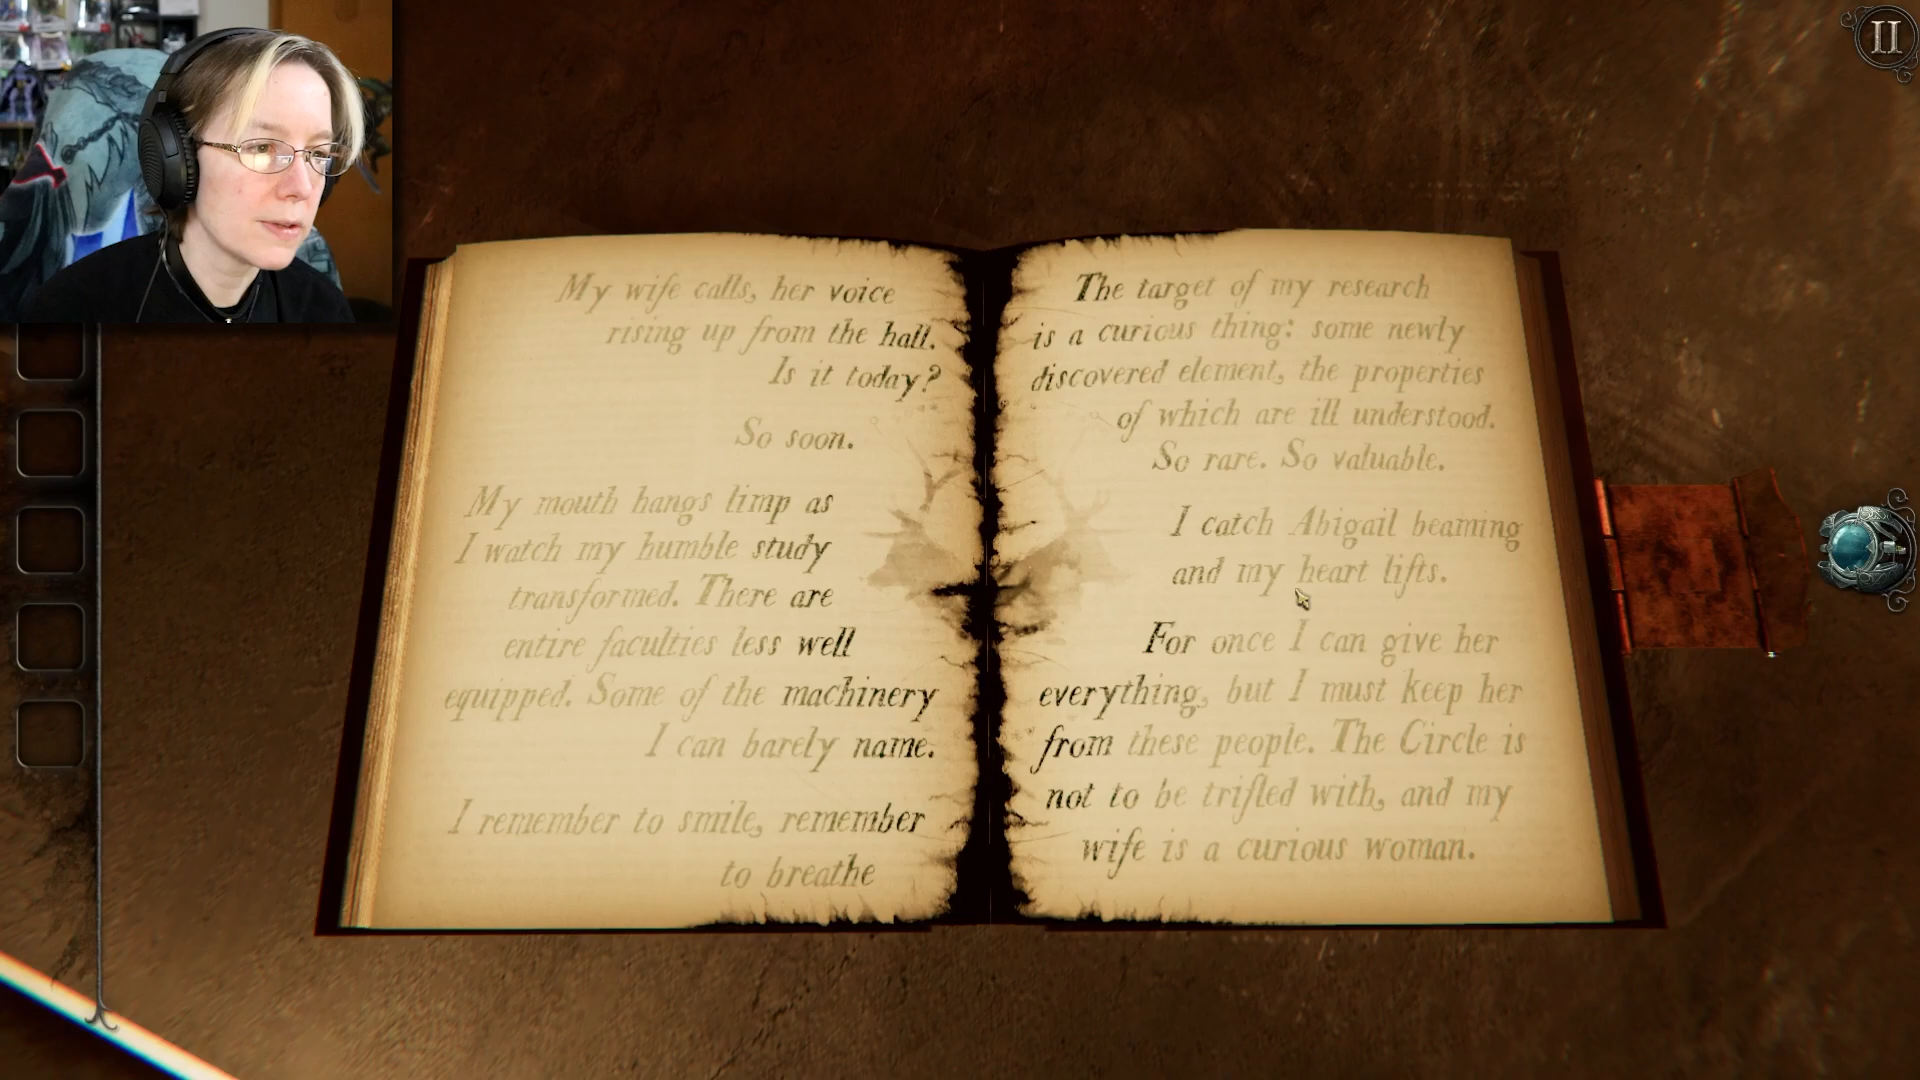 II
My wife calls, her voice
rising up from the hall.
Is it today?
So soon.
My mouth hangs limp as
I watch my humble study
transformed. There are
entire faculties less well
equipped. Some of the machinery
I can barely name.
I remember to smile, remember
to breathe
The target of my research
is a curious thing: some newly
discovered element, the properties
of which are ill understood.
So rare. So valuable.
I catch Abigail beaming
and my heart lifts.
For once I can give her
everything, but I must keep her
from these people. The Circle is
not to be trifled with, and my
wife is a curious woman.